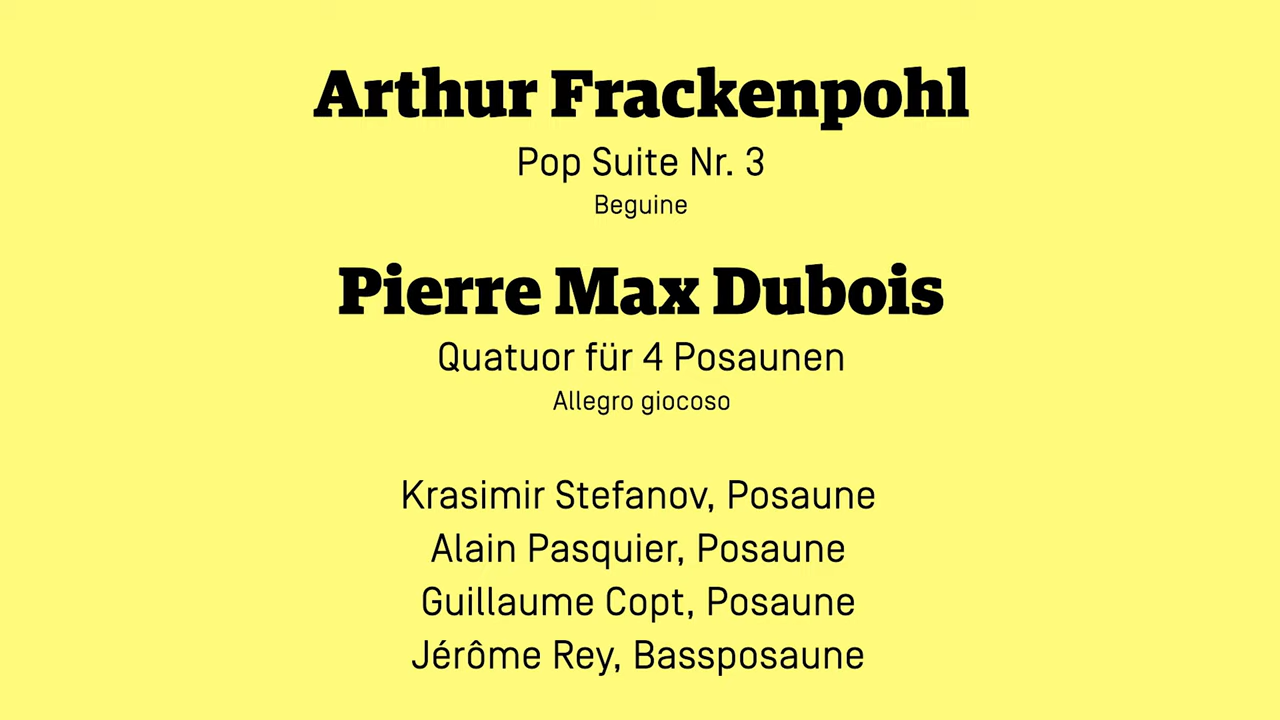 Arthur Frackenpohl
Pop Suite Nr. 3
Beguine
Pierre Max Dubois
Quatuor für 4 Posaunen
Allegro giocoso
Krasimir Stefanov, Posaune
Alain Pasquier, Posaune
Guillaume Copt, Posaune
Jérôme Rey, Bassposaune